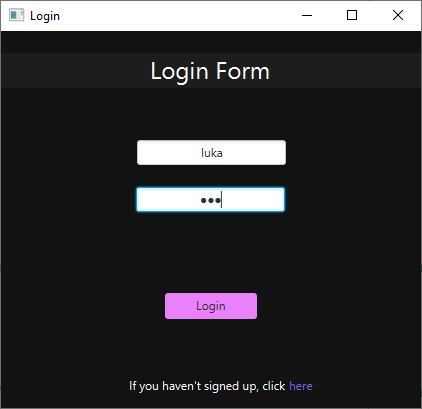 Login
Login Form
luka
•••
Login
If you haven't signed up, click here